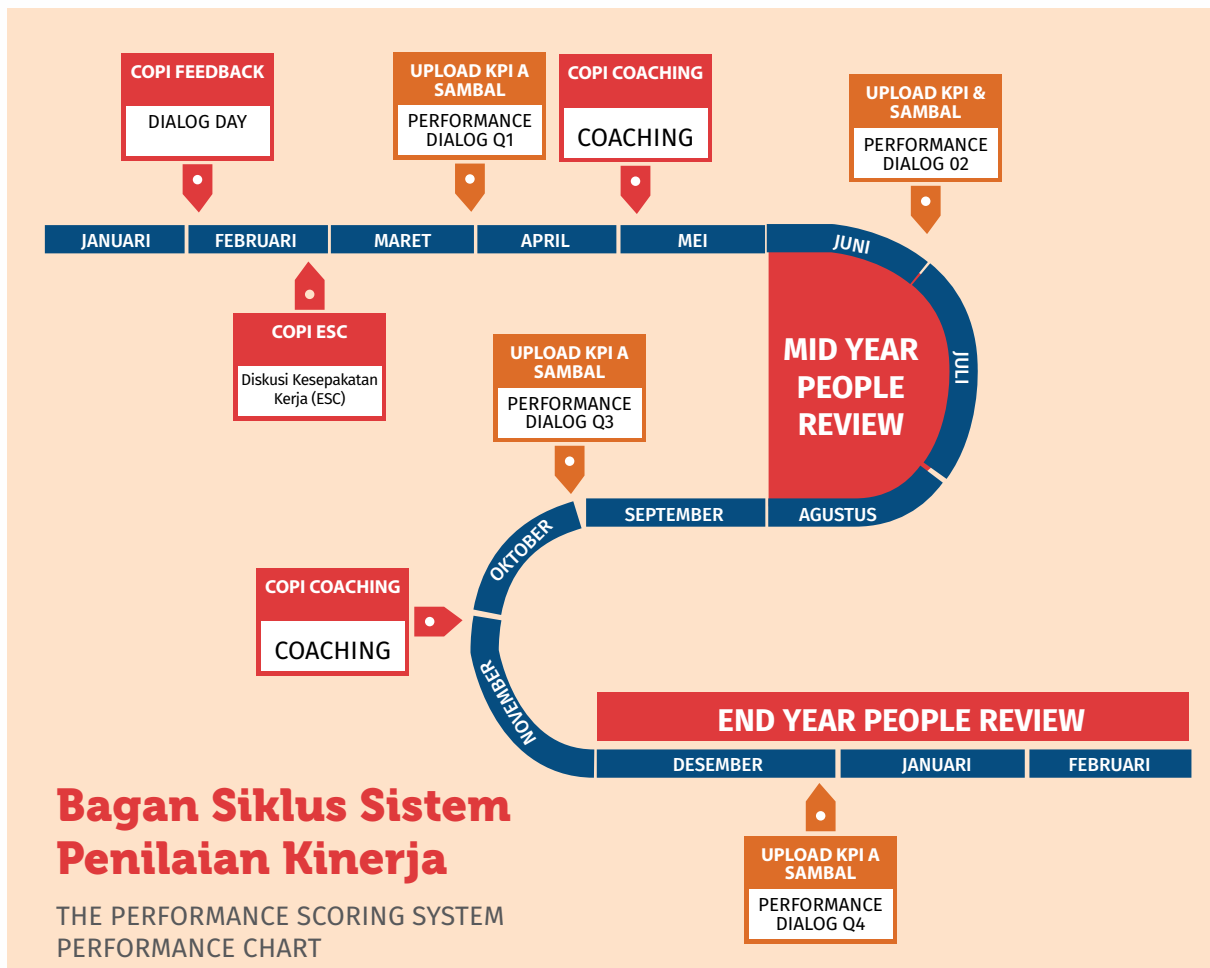 COPI FEEDBACK
DIALOG DAY
UPLOAD KPI A
SAMBAL
PERFORMANCE
DIALOG Q1
COPI COACHING
COACHING
UPLOAD KPI &
SAMBAL
PERFORMANCE
DIALOG 02
JANUARI
FEBRUARI
MARET
APRIL
MEI
JUNI
JULI
AGUSTUS
SEPTEMBER
OKTOBER
NOVEMBER
DESEMBER
JANUARI
FEBRUARI
COPI ESC
Diskusi Kesepakatan
Kerja (ESC)
MID YEAR
PEOPLE
REVIEW
UPLOAD KPI A
SAMBAL
PERFORMANCE
DIALOG Q3
COPI COACHING
COACHING
END YEAR PEOPLE REVIEW
UPLOAD KPI A
SAMBAL
PERFORMANCE
DIALOG Q4
Bagan Siklus Sistem
Penilaian Kinerja
THE PERFORMANCE SCORING SYSTEM
PERFORMANCE CHART